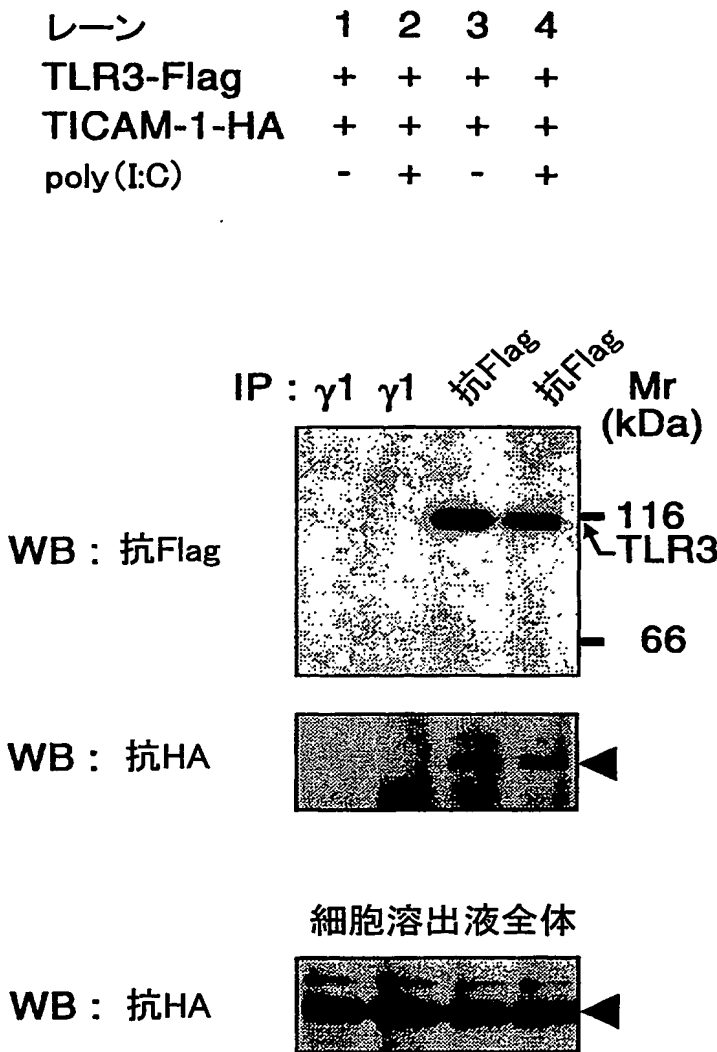 レーン 1 2 3 4
TLR3-Flag + + + +
TICAM-1-HA + + + +
poly(I:C) - + - +
IP : γ1 γ1 抗Flag 抗Flag Mr
(kDa)
116
WB : 抗Flag TLR3
66
WB : 抗HA
細胞溶出液全体
WB : 抗HA